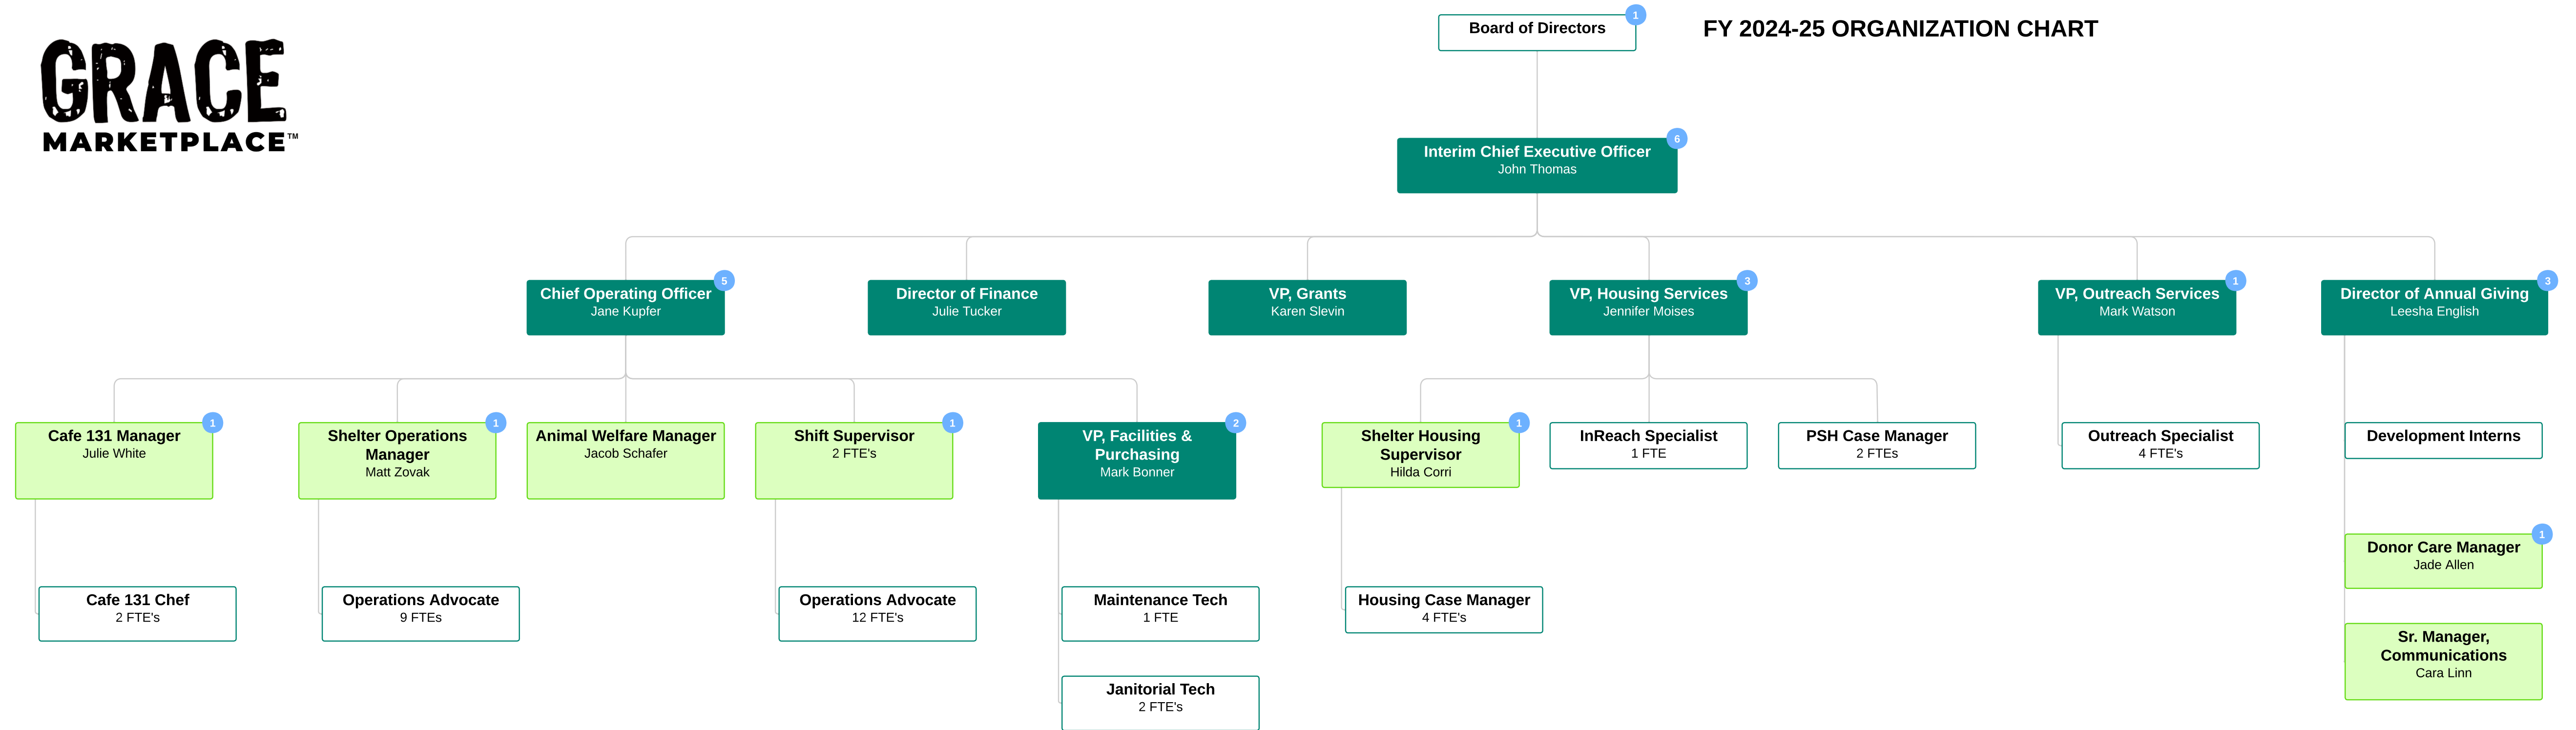 1
Board of Directors
FY 2024-25 ORGANIZATION CHART
GRACE
MARKETPLACE™
6
Interim Chief Executive Officer
John Thomas
5
Chief Operating Officer
Jane Kupfer
Director of Finance
Julie Tucker
VP, Grants
Karen Slevin
3
VP, Housing Services
Jennifer Moises
1
VP, Outreach Services
Mark Watson
3
Director of Annual Giving
Leesha English
1
Cafe 131 Manager
Julie White
1
Shelter Operations
Manager
Matt Zovak
Animal Welfare Manager
Jacob Schafer
1
Shift Supervisor
2 FTE's
2
VP, Facilities &
Purchasing
Mark Bonner
1
Shelter Housing
Supervisor
Hilda Corri
InReach Specialist
1 FTE
PSH Case Manager
2 FTEs
Outreach Specialist
4 FTE's
Development Interns
1
Donor Care Manager
Jade Allen
Cafe 131 Chef
2 FTE's
Operations Advocate
9 FTEs
Operations Advocate
12 FTE's
Maintenance Tech
1 FTE
Housing Case Manager
4 FTE's
Sr. Manager,
Communications
Cara Linn
Janitorial Tech
2 FTE's